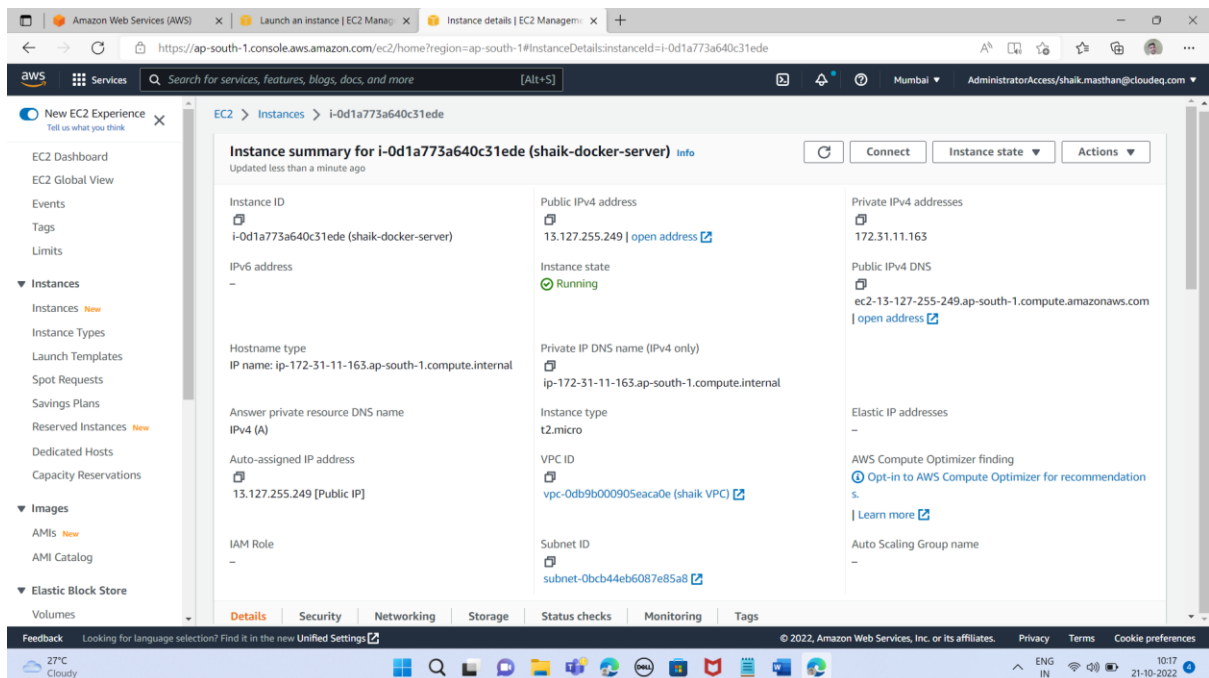 Amazon Web Services (AWS)
Launch an instance | EC2 Manag
Instance details | EC2 Manageme
https://ap-south-1.console.aws.amazon.com/ec2/home?region=ap-south-1#InstanceDetails:instanceId=i-0d1a773a640c31ede
aws
Services
Search for services, features, blogs, docs, and more
[Alt+S]
Mumbai
AdministratorAccess/shaik.masthan@cloudeq.com
New EC2 Experience
Tell us what you think
EC2 Dashboard
EC2 Global View
Events
Tags
Limits
Instances
Instances New
Instance Types
Launch Templates
Spot Requests
Savings Plans
Reserved Instances New
Dedicated Hosts
Capacity Reservations
Images
AMIs New
AMI Catalog
Elastic Block Store
Volumes
EC2 > Instances > i-0d1a773a640c31ede
Instance summary for i-0d1a773a640c31ede (shaik-docker-server) Info
Updated less than a minute ago
Connect
Instance state
Actions
Instance ID
i-0d1a773a640c31ede (shaik-docker-server)
Public IPv4 address
13.127.255.249 | open address
Private IPv4 addresses
172.31.11.163
IPv6 address
–
Instance state
Running
Public IPv4 DNS
ec2-13-127-255-249.ap-south-1.compute.amazonaws.com
| open address
Hostname type
IP name: ip-172-31-11-163.ap-south-1.compute.internal
Private IP DNS name (IPv4 only)
ip-172-31-11-163.ap-south-1.compute.internal
Answer private resource DNS name
IPv4 (A)
Instance type
t2.micro
Elastic IP addresses
–
Auto-assigned IP address
13.127.255.249 [Public IP]
VPC ID
vpc-0db9b000905eaca0e (shaik VPC)
AWS Compute Optimizer finding
Opt-in to AWS Compute Optimizer for recommendation
s.
| Learn more
IAM Role
–
Subnet ID
subnet-0bcb44eb6087e85a8
Auto Scaling Group name
–
Details
Security
Networking
Storage
Status checks
Monitoring
Tags
Feedback
Looking for language selection? Find it in the new Unified Settings
© 2022, Amazon Web Services, Inc. or its affiliates.
Privacy
Terms
Cookie preferences
27°C
Cloudy
DELL
ENG
IN
10:17
21-10-2022
4